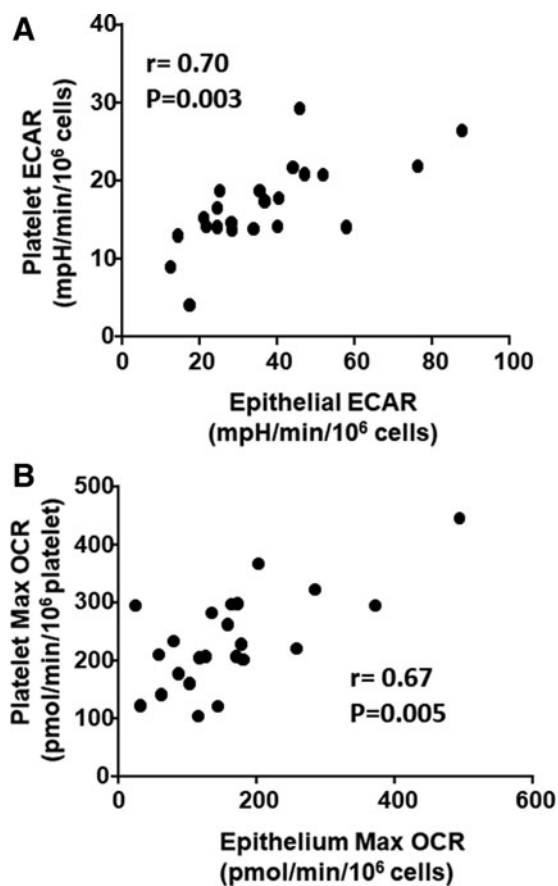 A
40
30
20
10
0
r= 0.70
P=0.003
Platelet ECAR
(mpH/min/10⁶ cells)
0 20 40 60 80 100
Epithelial ECAR
(mpH/min/10⁶ cells)
B
500
400
300
200
100
0
r= 0.67
P=0.005
Platelet Max OCR
(pmol/min/10⁶ platelet)
0 200 400 600
Epithelium Max OCR
(pmol/min/10⁶ cells)